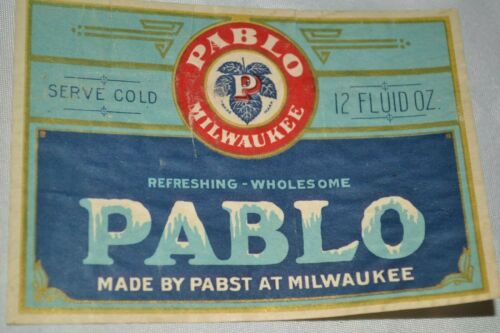 PABLO
P
MILWAUKEE
SERVE COLD
12 FLUID OZ.
REFRESHING - WHOLESOME
PABLO
MADE BY PABST AT MILWAUKEE